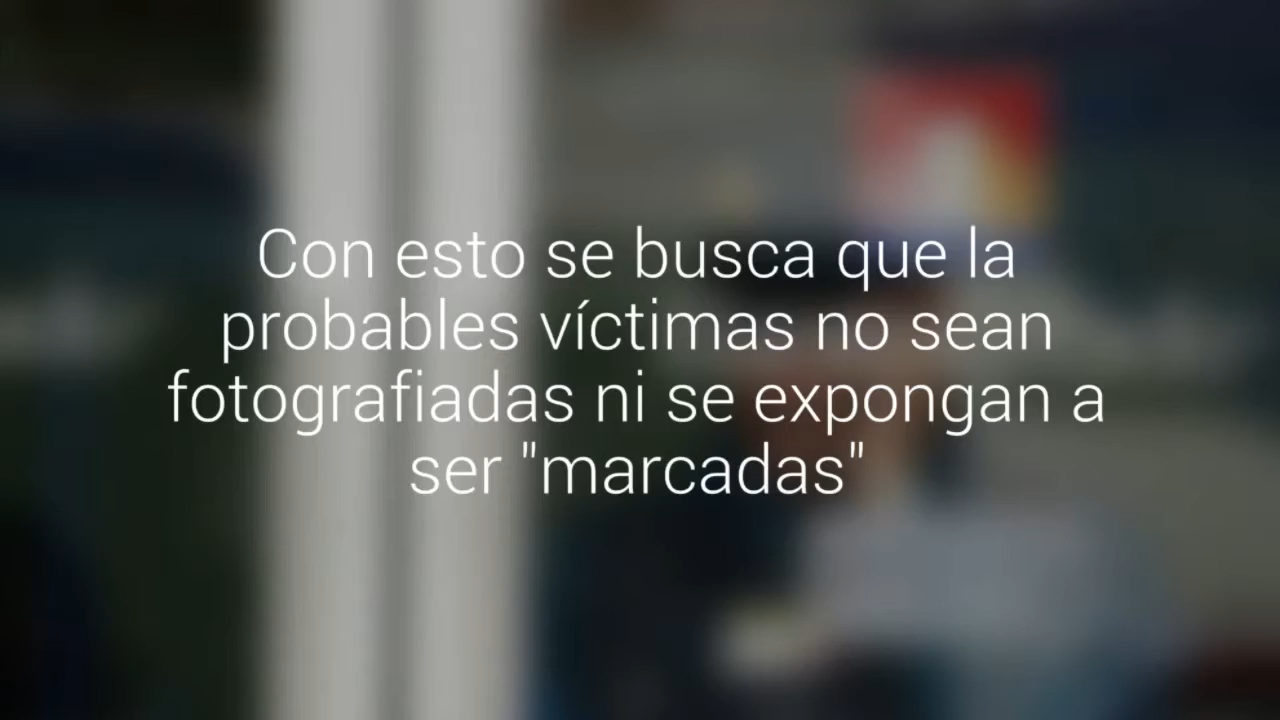 Con esto se busca que la
probables víctimas no sean
fotografiadas ni se expongan a
ser "marcadas"